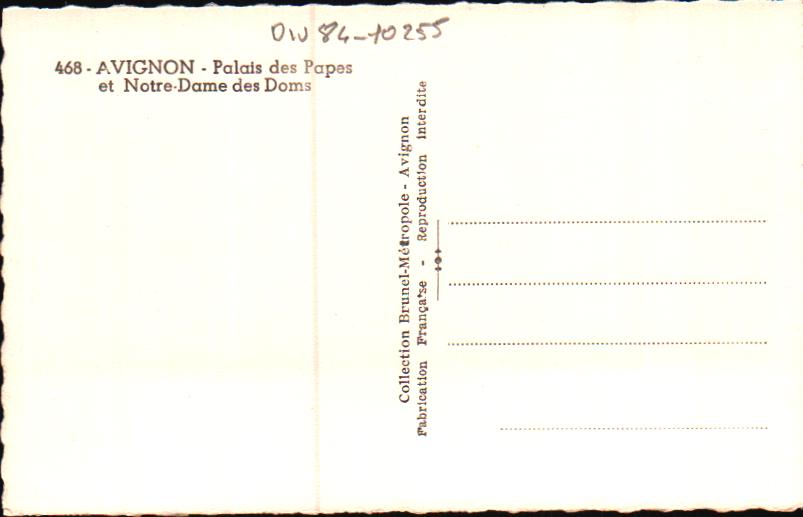 DIV 84-10255
468 - AVIGNON - Palais des Papes
et Notre-Dame des Doms
Collection Brunel-Métropole - Avignon
Fabrication Française - Reproduction interdite